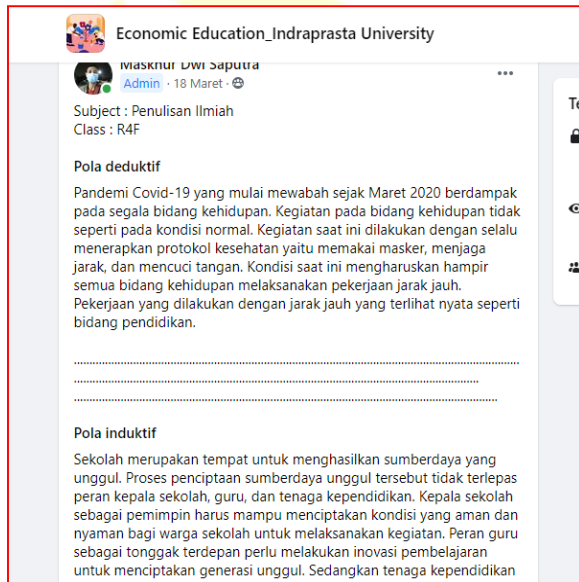 Economic Education_Indraprasta University
Maskhur Dwi Saputra
Admin · 18 Maret ·
Subject : Penulisan Ilmiah
Class : R4F
Pola deduktif
Pandemi Covid-19 yang mulai mewabah sejak Maret 2020 berdampak
pada segala bidang kehidupan. Kegiatan pada bidang kehidupan tidak
seperti pada kondisi normal. Kegiatan saat ini dilakukan dengan selalu
menerapkan protokol kesehatan yaitu memakai masker, menjaga
jarak, dan mencuci tangan. Kondisi saat ini mengharuskan hampir
semua bidang kehidupan melaksanakan pekerjaan jarak jauh.
Pekerjaan yang dilakukan dengan jarak jauh yang terlihat nyata seperti
bidang pendidikan.
Pola induktif
Sekolah merupakan tempat untuk menghasilkan sumberdaya yang
unggul. Proses penciptaan sumberdaya unggul tersebut tidak terlepas
peran kepala sekolah, guru, dan tenaga kependidikan. Kepala sekolah
sebagai pemimpin harus mampu menciptakan kondisi yang aman dan
nyaman bagi warga sekolah untuk melaksanakan kegiatan. Peran guru
sebagai tonggak terdepan perlu melakukan inovasi pembelajaran
untuk menciptakan generasi unggul. Sedangkan tenaga kependidikan